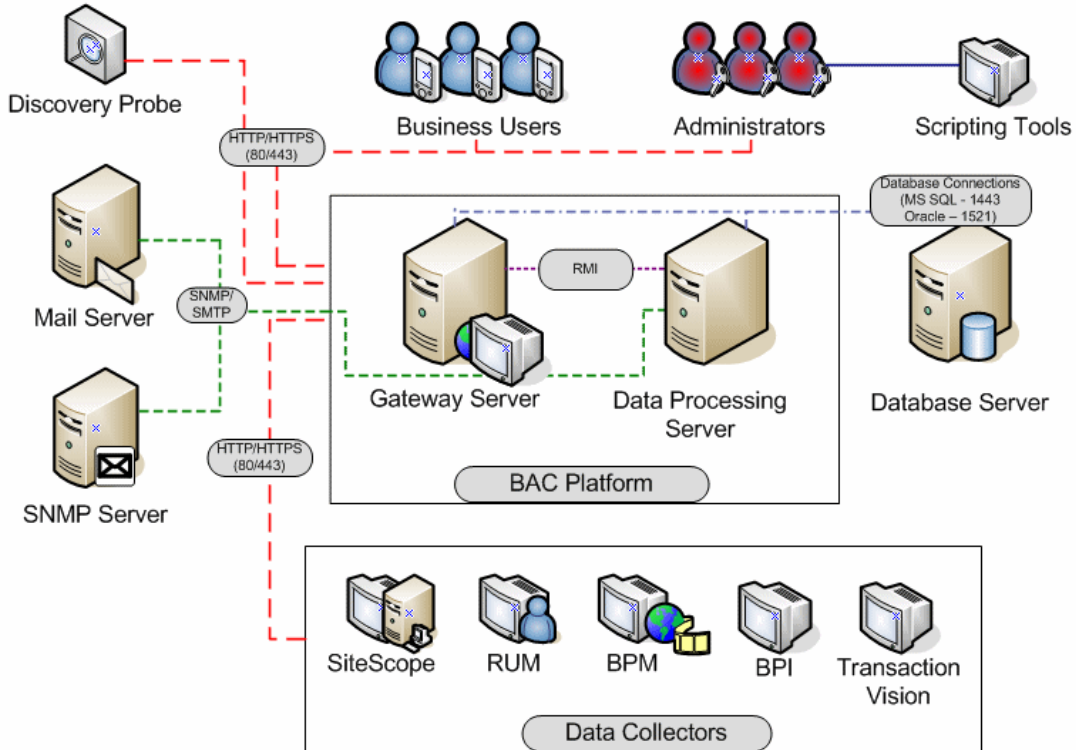 Discovery Probe
Business Users
Administrators
Scripting Tools
HTTP/HTTPS
(80/443)
Database Connections
(MS SQL - 1443
Oracle – 1521)
Mail Server
SNMP/
SMTP
RMI
Gateway Server
Data Processing
Server
Database Server
SNMP Server
HTTP/HTTPS
(80/443)
BAC Platform
SiteScope
RUM
BPM
BPI
Transaction
Vision
Data Collectors